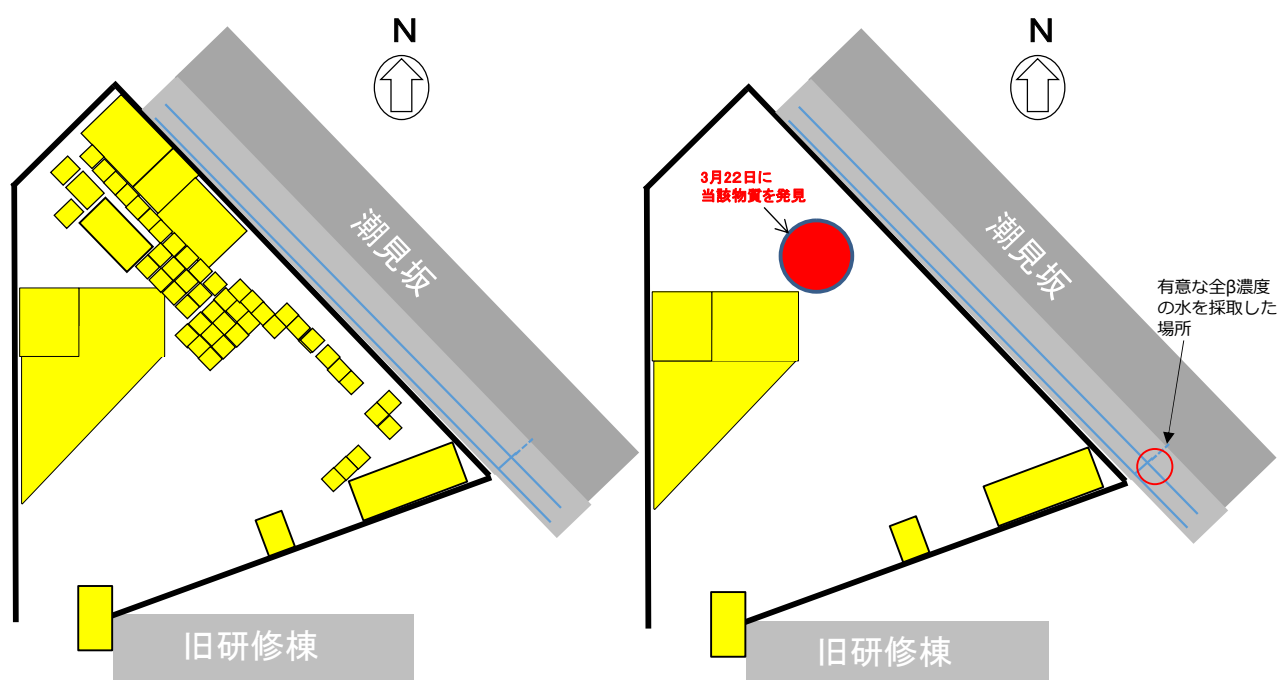 N
潮見坂
旧研修棟
N
3月22日に
当該物質を発見
潮見坂
有意な全β濃度
の水を採取した
場所
旧研修棟